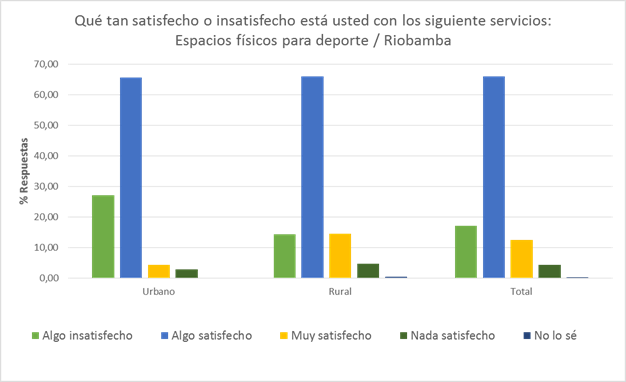 Qué tan satisfecho o insatisfecho está usted con los siguiente servicios:
Espacios físicos para deporte / Riobamba
70,00
60,00
50,00
40,00
30,00
20,00
10,00
0,00
% Respuestas
Urbano Rural Total
Algo insatisfecho Algo satisfecho Muy satisfecho Nada satisfecho No lo sé